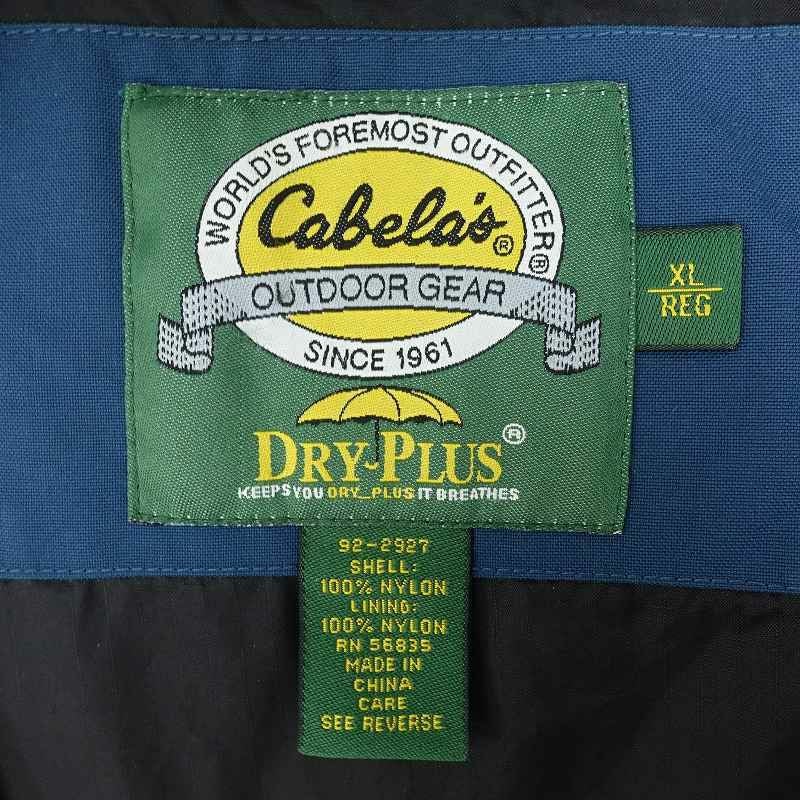 WORLD'S FOREMOST OUTFITTER®
Cabela's®
OUTDOOR GEAR
SINCE 1961
XL
REG
DRY-PLUS®
KEEPS YOU DRY_PLUS IT BREATHES
92-2927
SHELL:
100% NYLON
LINING:
100% NYLON
RN 56835
MADE IN
CHINA
CARE
SEE REVERSE